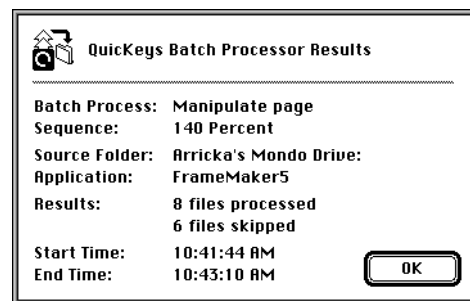 QuicKeys Batch Processor Results
Batch Process: Manipulate page
Sequence: 140 Percent
Source Folder: Arricka's Mondo Drive:
Application: FrameMaker5
Results: 8 files processed
6 files skipped
Start Time: 10:41:44 AM
End Time: 10:43:10 AM
OK